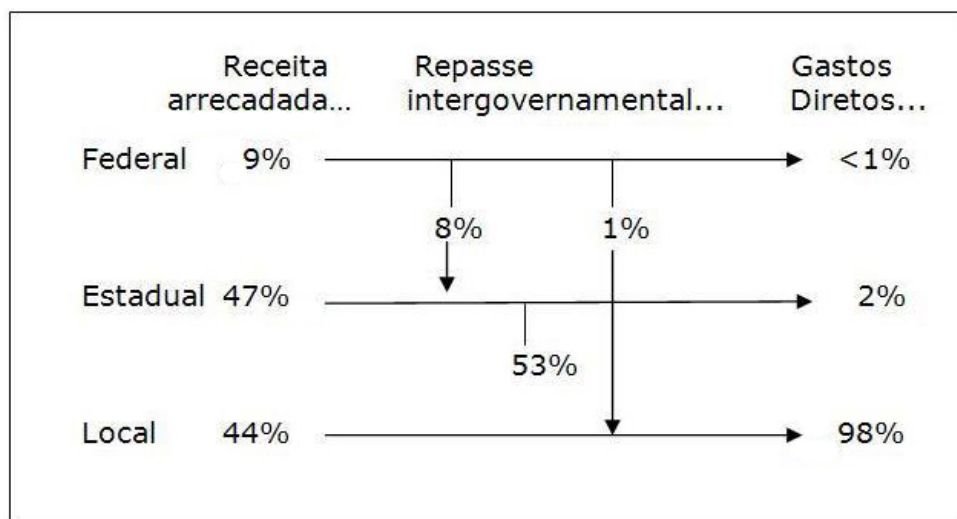 Receita Repasse Gastos
arrecadada... intergovernamental... Diretos...
Federal 9% <1%
8% 1%
Estadual 47% 2%
53%
Local 44% 98%